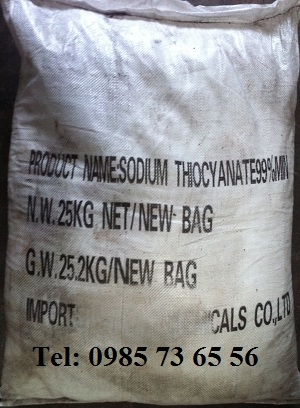 PRODUCT NAME:SODIUM THIOCYANATE99%MIN
N.W.25KG NET/NEW BAG
G.W.25.2KG/NEW BAG
IMPORT CALS CO.,LTD
Tel: 0985 73 65 56